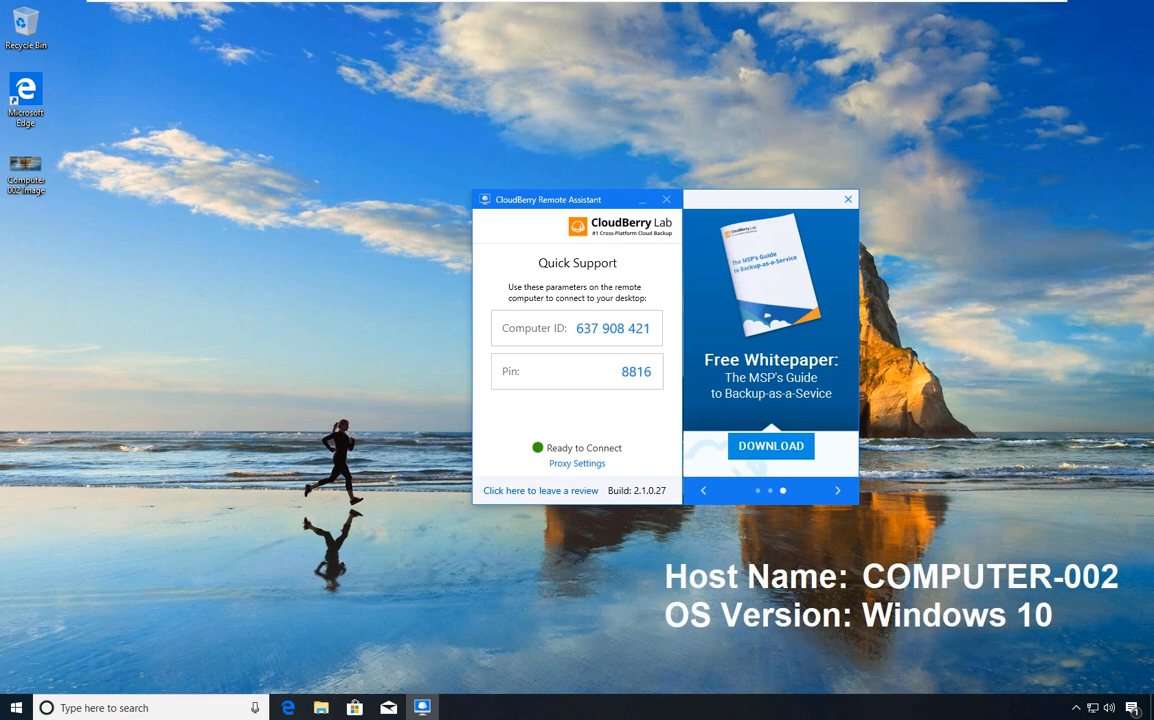 Recycle Bin
Microsoft
Edge
Computer
002 Image
CloudBerry Remote Assistant
CloudBerry Lab
#1 Cross-Platform Cloud Backup
Quick Support
Use these parameters on the remote
computer to connect to your desktop:
Computer ID: 637 908 421
Pin: 8816
Ready to Connect
Proxy Settings
Click here to leave a review Build: 2.1.0.27
CloudBerry Lab
The MSP's Guide
to Backup-as-a-Service
Free Whitepaper:
The MSP's Guide
to Backup-as-a-Sevice
DOWNLOAD
Host Name: COMPUTER-002
OS Version: Windows 10
Type here to search
1